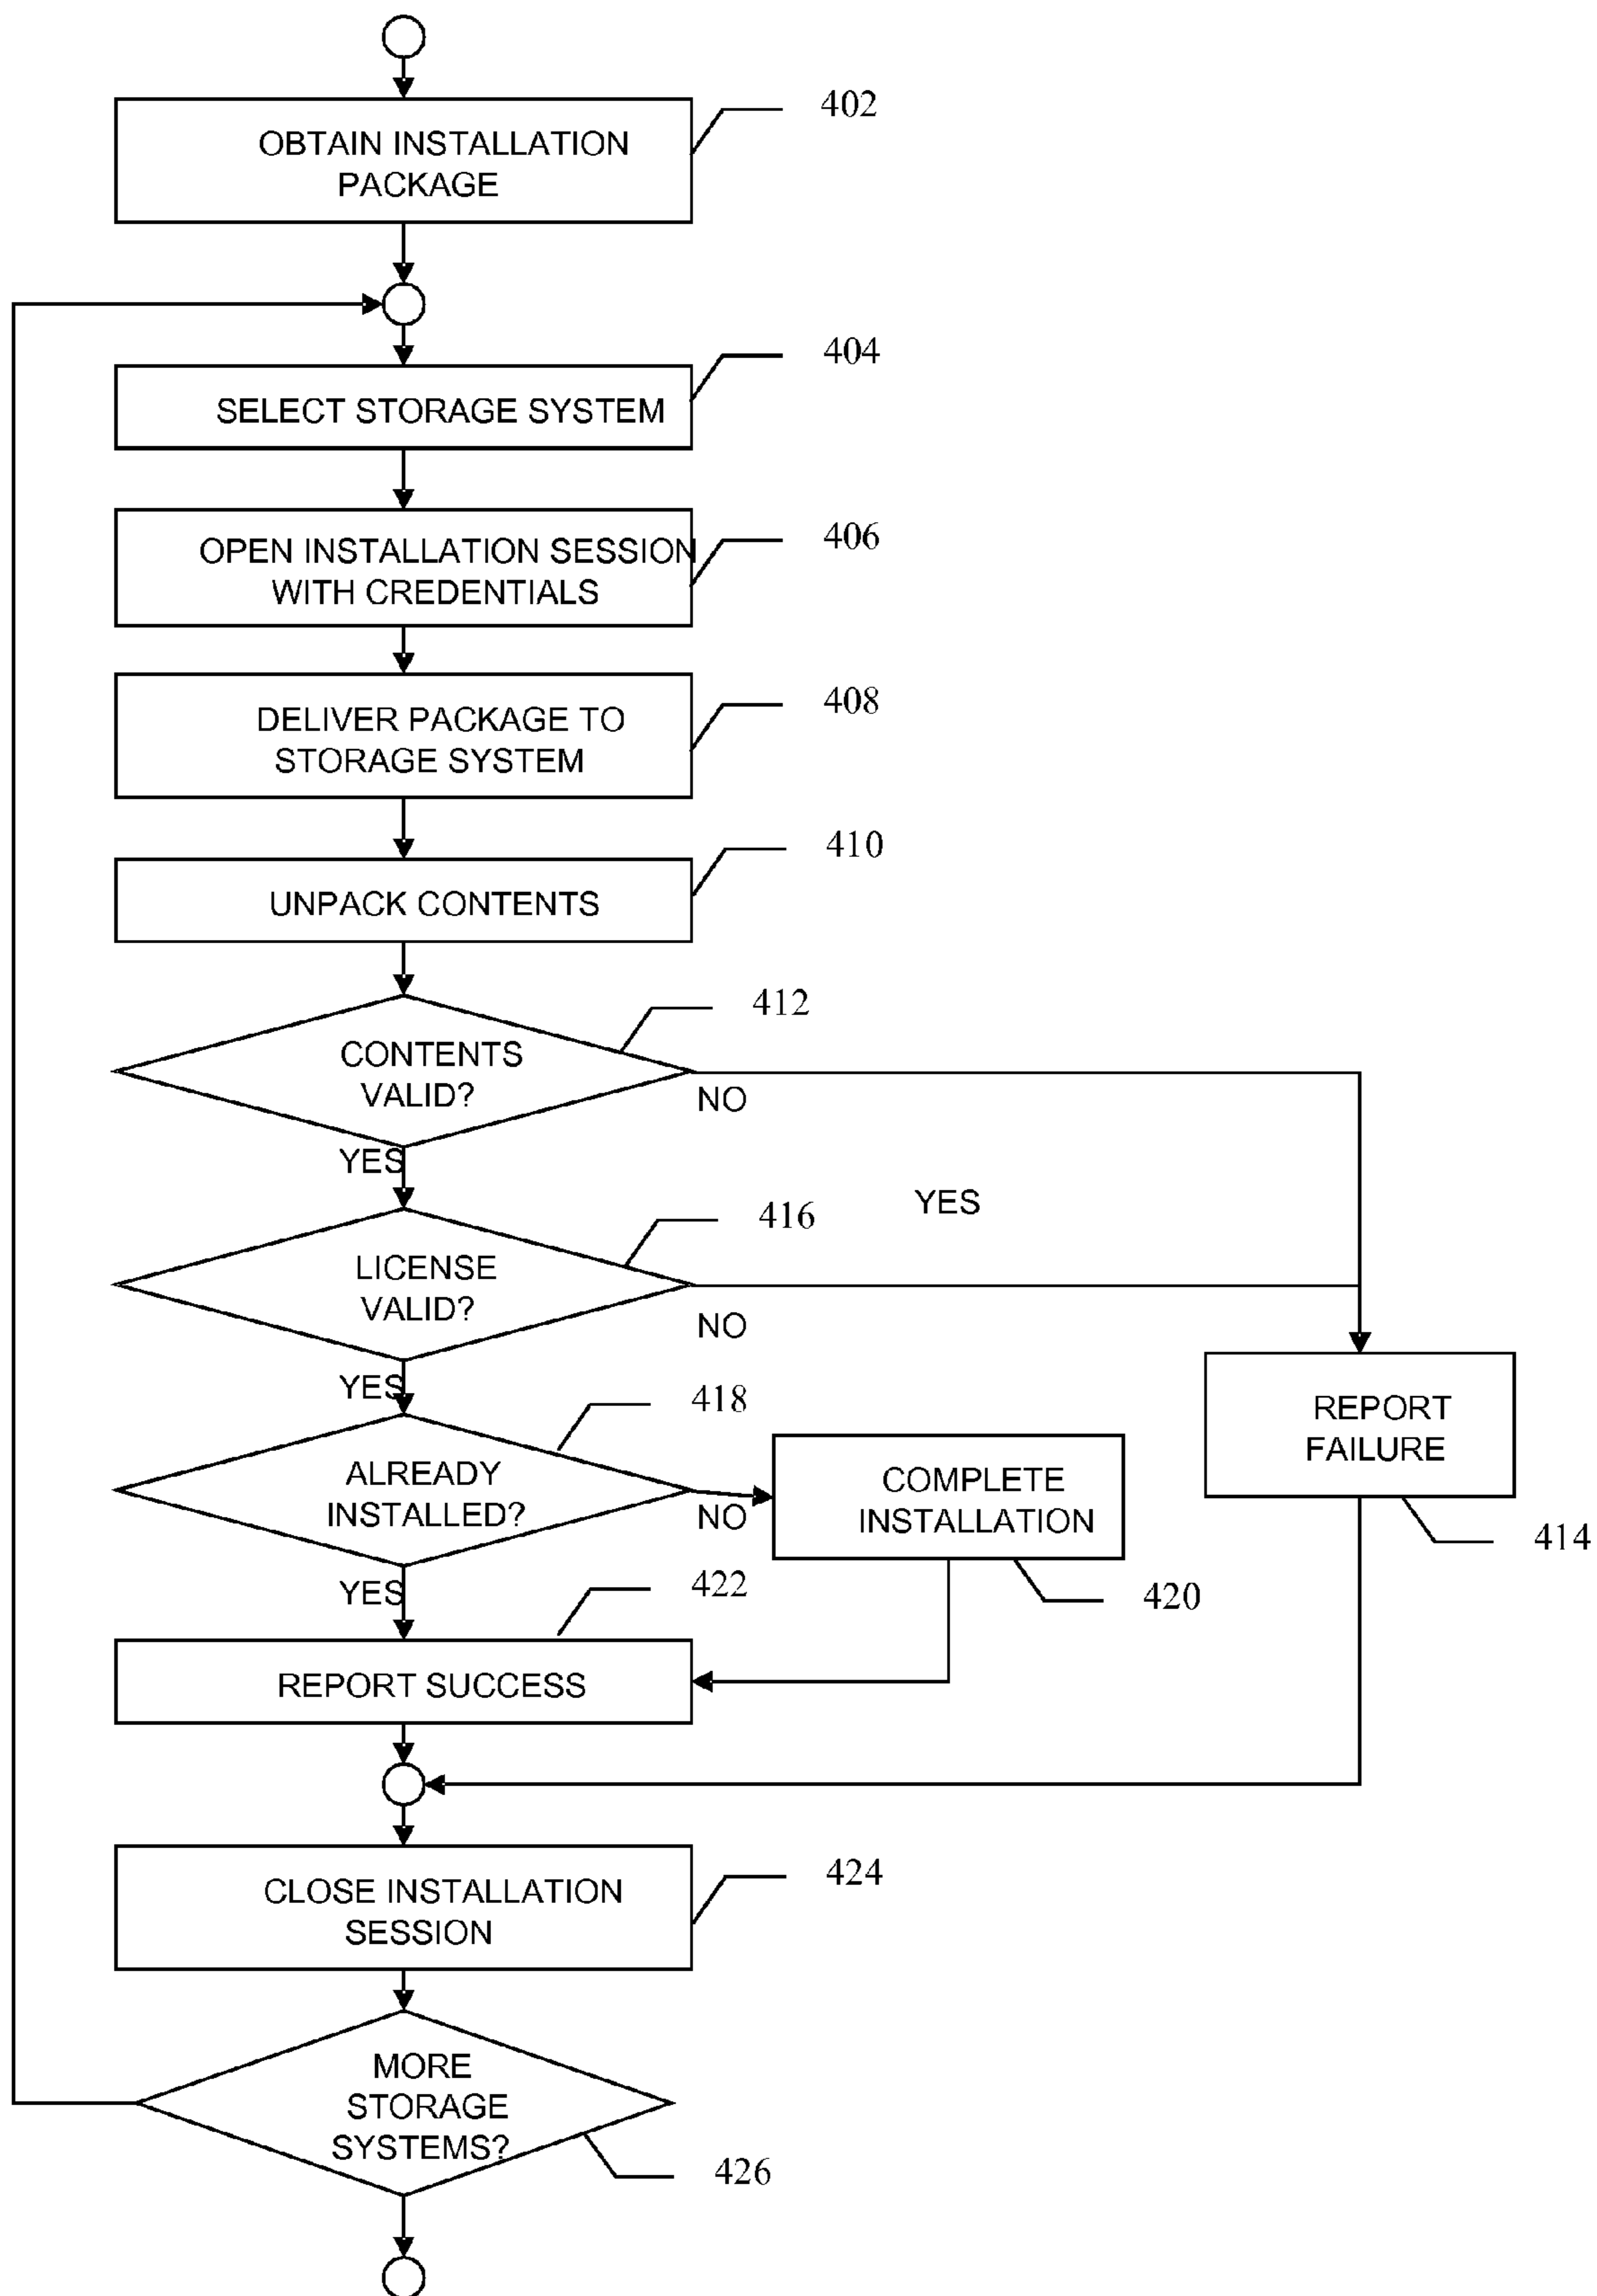 402
OBTAIN INSTALLATION
PACKAGE
404
SELECT STORAGE SYSTEM
406
OPEN INSTALLATION SESSION
WITH CREDENTIALS
408
DELIVER PACKAGE TO
STORAGE SYSTEM
410
UNPACK CONTENTS
412
CONTENTS
VALID?
NO
YES
YES
416
LICENSE
VALID?
NO
YES
418
ALREADY
INSTALLED?
NO
COMPLETE
INSTALLATION
REPORT
FAILURE
414
420
YES
422
REPORT SUCCESS
424
CLOSE INSTALLATION
SESSION
MORE
STORAGE
SYSTEMS?
426